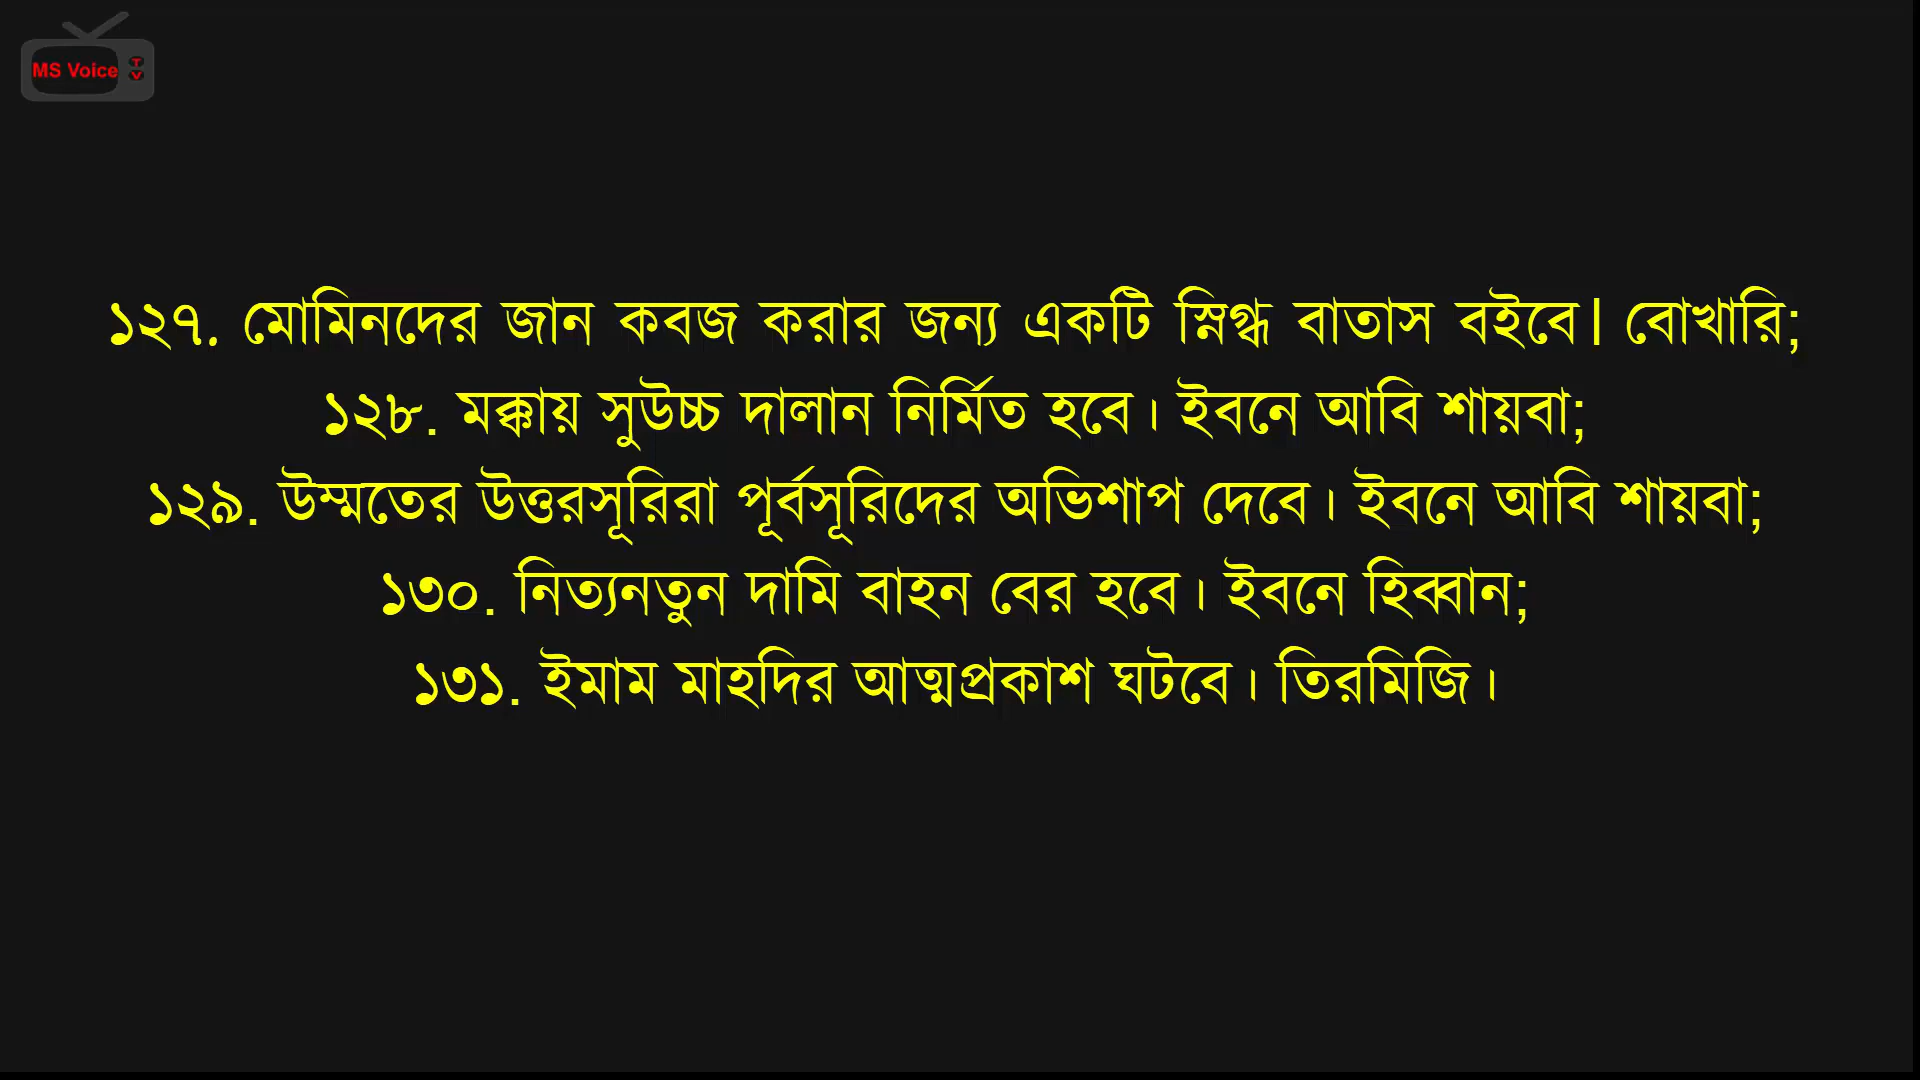 MS Voice
TV
১২৭. মোমিনদের জান কবজ করার জন্য একটি স্নিগ্ধ বাতাস বইবে। বোখারি;
১২৮. মক্কায় সুউচ্চ দালান নির্মিত হবে। ইবনে আবি শায়বা;
১২৯. উম্মতের উত্তরসূরিরা পূর্বসূরিদের অভিশাপ দেবে। ইবনে আবি শায়বা;
১৩০. নিত্যনতুন দামি বাহন বের হবে। ইবনে হিব্বান;
১৩১. ইমাম মাহদির আত্মপ্রকাশ ঘটবে। তিরমিজি।